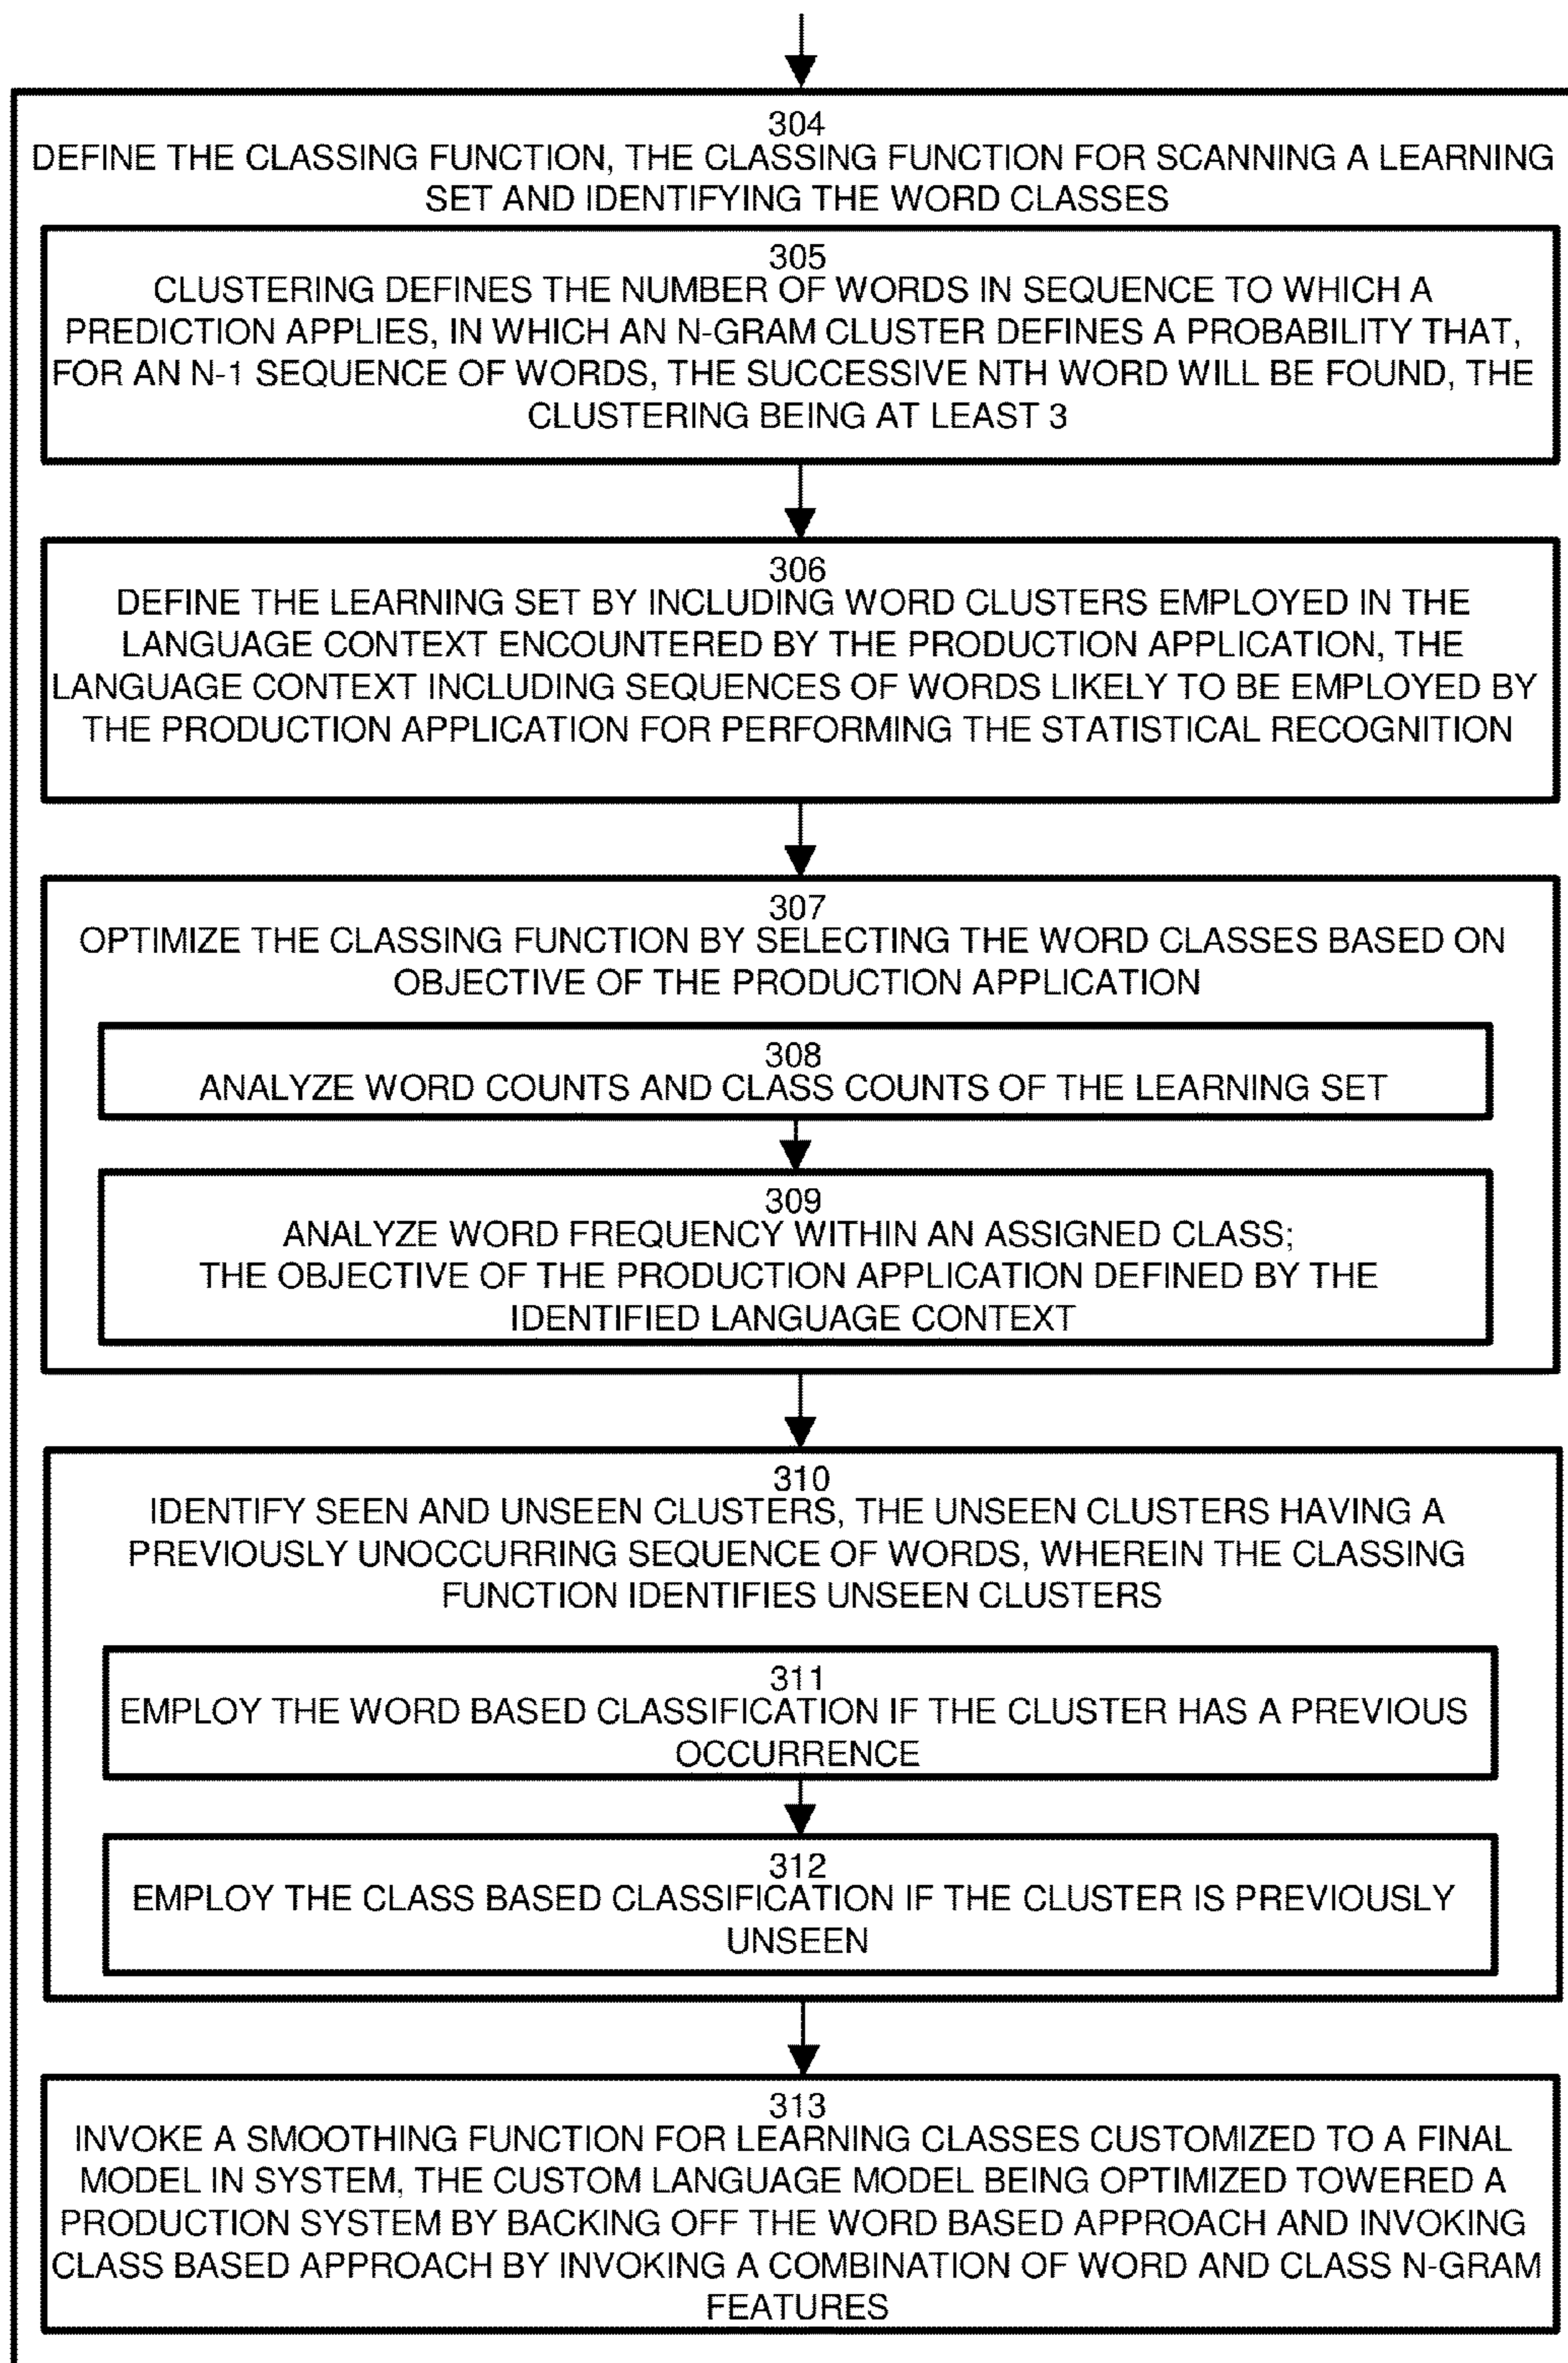 304
DEFINE THE CLASSING FUNCTION, THE CLASSING FUNCTION FOR SCANNING A LEARNING
SET AND IDENTIFYING THE WORD CLASSES
305
CLUSTERING DEFINES THE NUMBER OF WORDS IN SEQUENCE TO WHICH A
PREDICTION APPLIES, IN WHICH AN N-GRAM CLUSTER DEFINES A PROBABILITY THAT,
FOR AN N-1 SEQUENCE OF WORDS, THE SUCCESSIVE NTH WORD WILL BE FOUND, THE
CLUSTERING BEING AT LEAST 3
306
DEFINE THE LEARNING SET BY INCLUDING WORD CLUSTERS EMPLOYED IN THE
LANGUAGE CONTEXT ENCOUNTERED BY THE PRODUCTION APPLICATION, THE
LANGUAGE CONTEXT INCLUDING SEQUENCES OF WORDS LIKELY TO BE EMPLOYED BY
THE PRODUCTION APPLICATION FOR PERFORMING THE STATISTICAL RECOGNITION
307
OPTIMIZE THE CLASSING FUNCTION BY SELECTING THE WORD CLASSES BASED ON
OBJECTIVE OF THE PRODUCTION APPLICATION
308
ANALYZE WORD COUNTS AND CLASS COUNTS OF THE LEARNING SET
309
ANALYZE WORD FREQUENCY WITHIN AN ASSIGNED CLASS;
THE OBJECTIVE OF THE PRODUCTION APPLICATION DEFINED BY THE
IDENTIFIED LANGUAGE CONTEXT
310
IDENTIFY SEEN AND UNSEEN CLUSTERS, THE UNSEEN CLUSTERS HAVING A
PREVIOUSLY UNOCCURRING SEQUENCE OF WORDS, WHEREIN THE CLASSING
FUNCTION IDENTIFIES UNSEEN CLUSTERS
311
EMPLOY THE WORD BASED CLASSIFICATION IF THE CLUSTER HAS A PREVIOUS
OCCURRENCE
312
EMPLOY THE CLASS BASED CLASSIFICATION IF THE CLUSTER IS PREVIOUSLY
UNSEEN
313
INVOKE A SMOOTHING FUNCTION FOR LEARNING CLASSES CUSTOMIZED TO A FINAL
MODEL IN SYSTEM, THE CUSTOM LANGUAGE MODEL BEING OPTIMIZED TOWERED A
PRODUCTION SYSTEM BY BACKING OFF THE WORD BASED APPROACH AND INVOKING
CLASS BASED APPROACH BY INVOKING A COMBINATION OF WORD AND CLASS N-GRAM
FEATURES